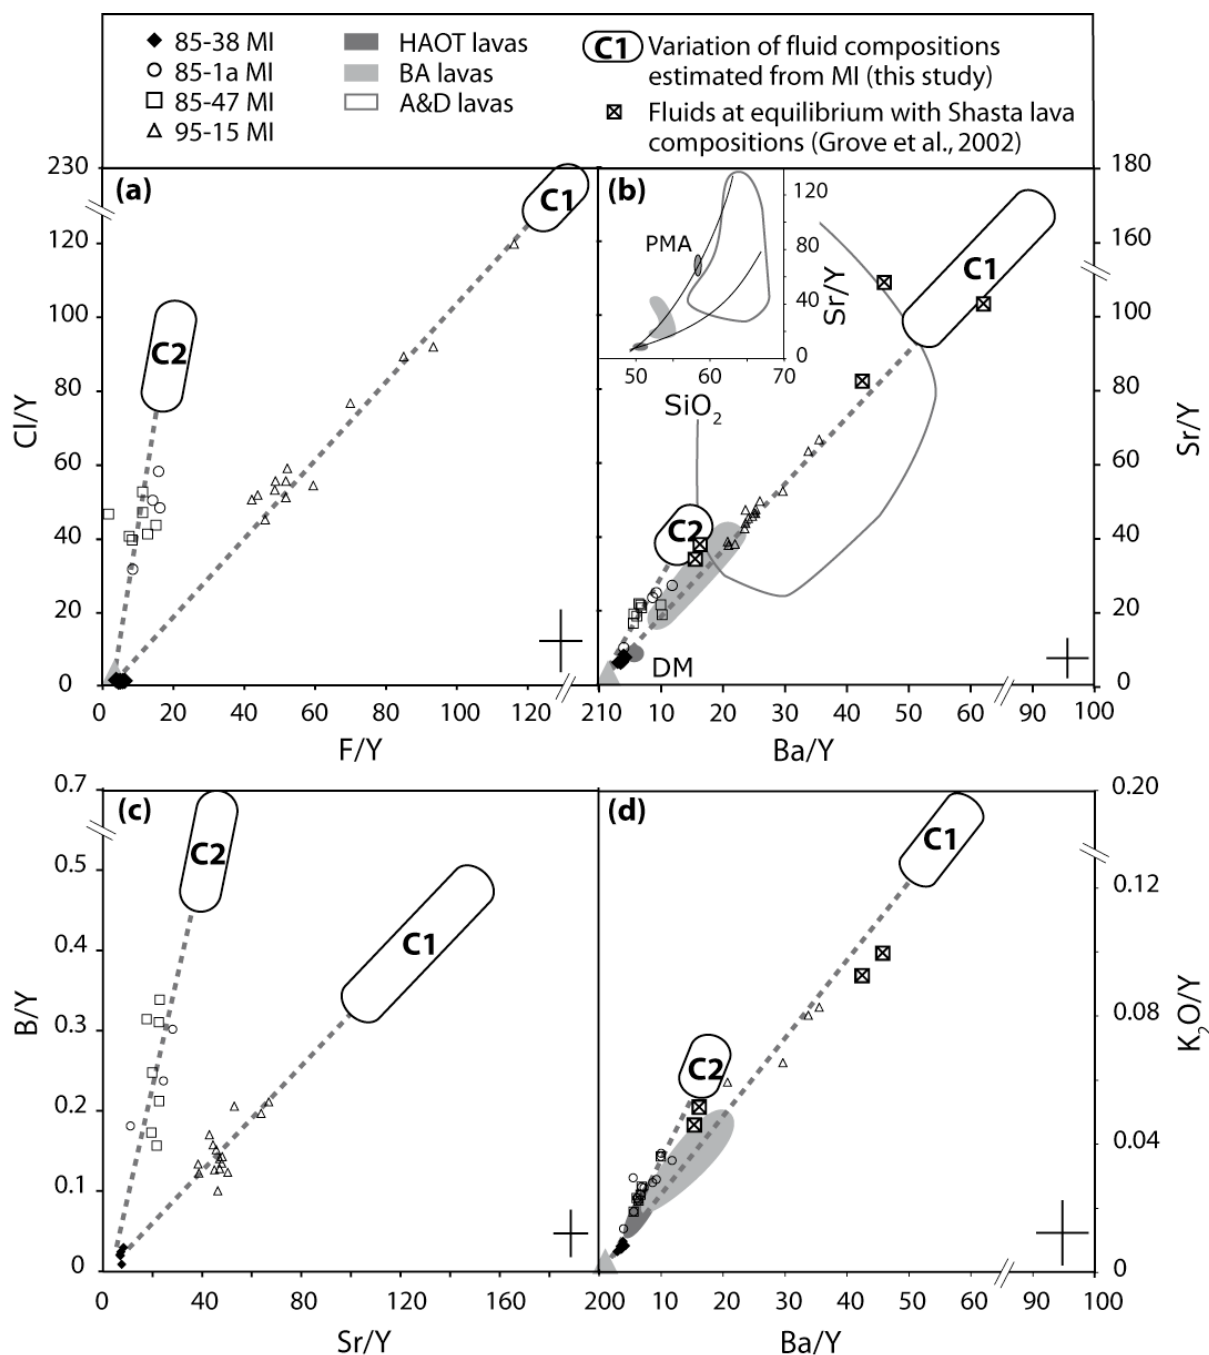 85-38 MI
85-1a MI
85-47 MI
95-15 MI
HAOT lavas
BA lavas
A&D lavas
C1 Variation of fluid compositions
estimated from MI (this study)
Fluids at equilibrium with Shasta lava
compositions (Grove et al., 2002)
(a)
230
120
100
80
60
40
20
0
Cl/Y
C1
C2
0 20 40 60 80 100 120 210
F/Y
(b)
PMA
120
80
40
0
Sr/Y
50 60 70
SiO2
C1
C2
DM
180
160
100
80
60
40
20
0
Sr/Y
10 20 30 40 50 60 90 100
Ba/Y
(c)
0.7
0.5
0.4
0.3
0.2
0.1
0
B/Y
C2
C1
0 40 80 120 160 200
Sr/Y
(d)
C1
C2
0.20
0.12
0.08
0.04
0
K2O/Y
10 20 30 40 50 60 90 100
Ba/Y